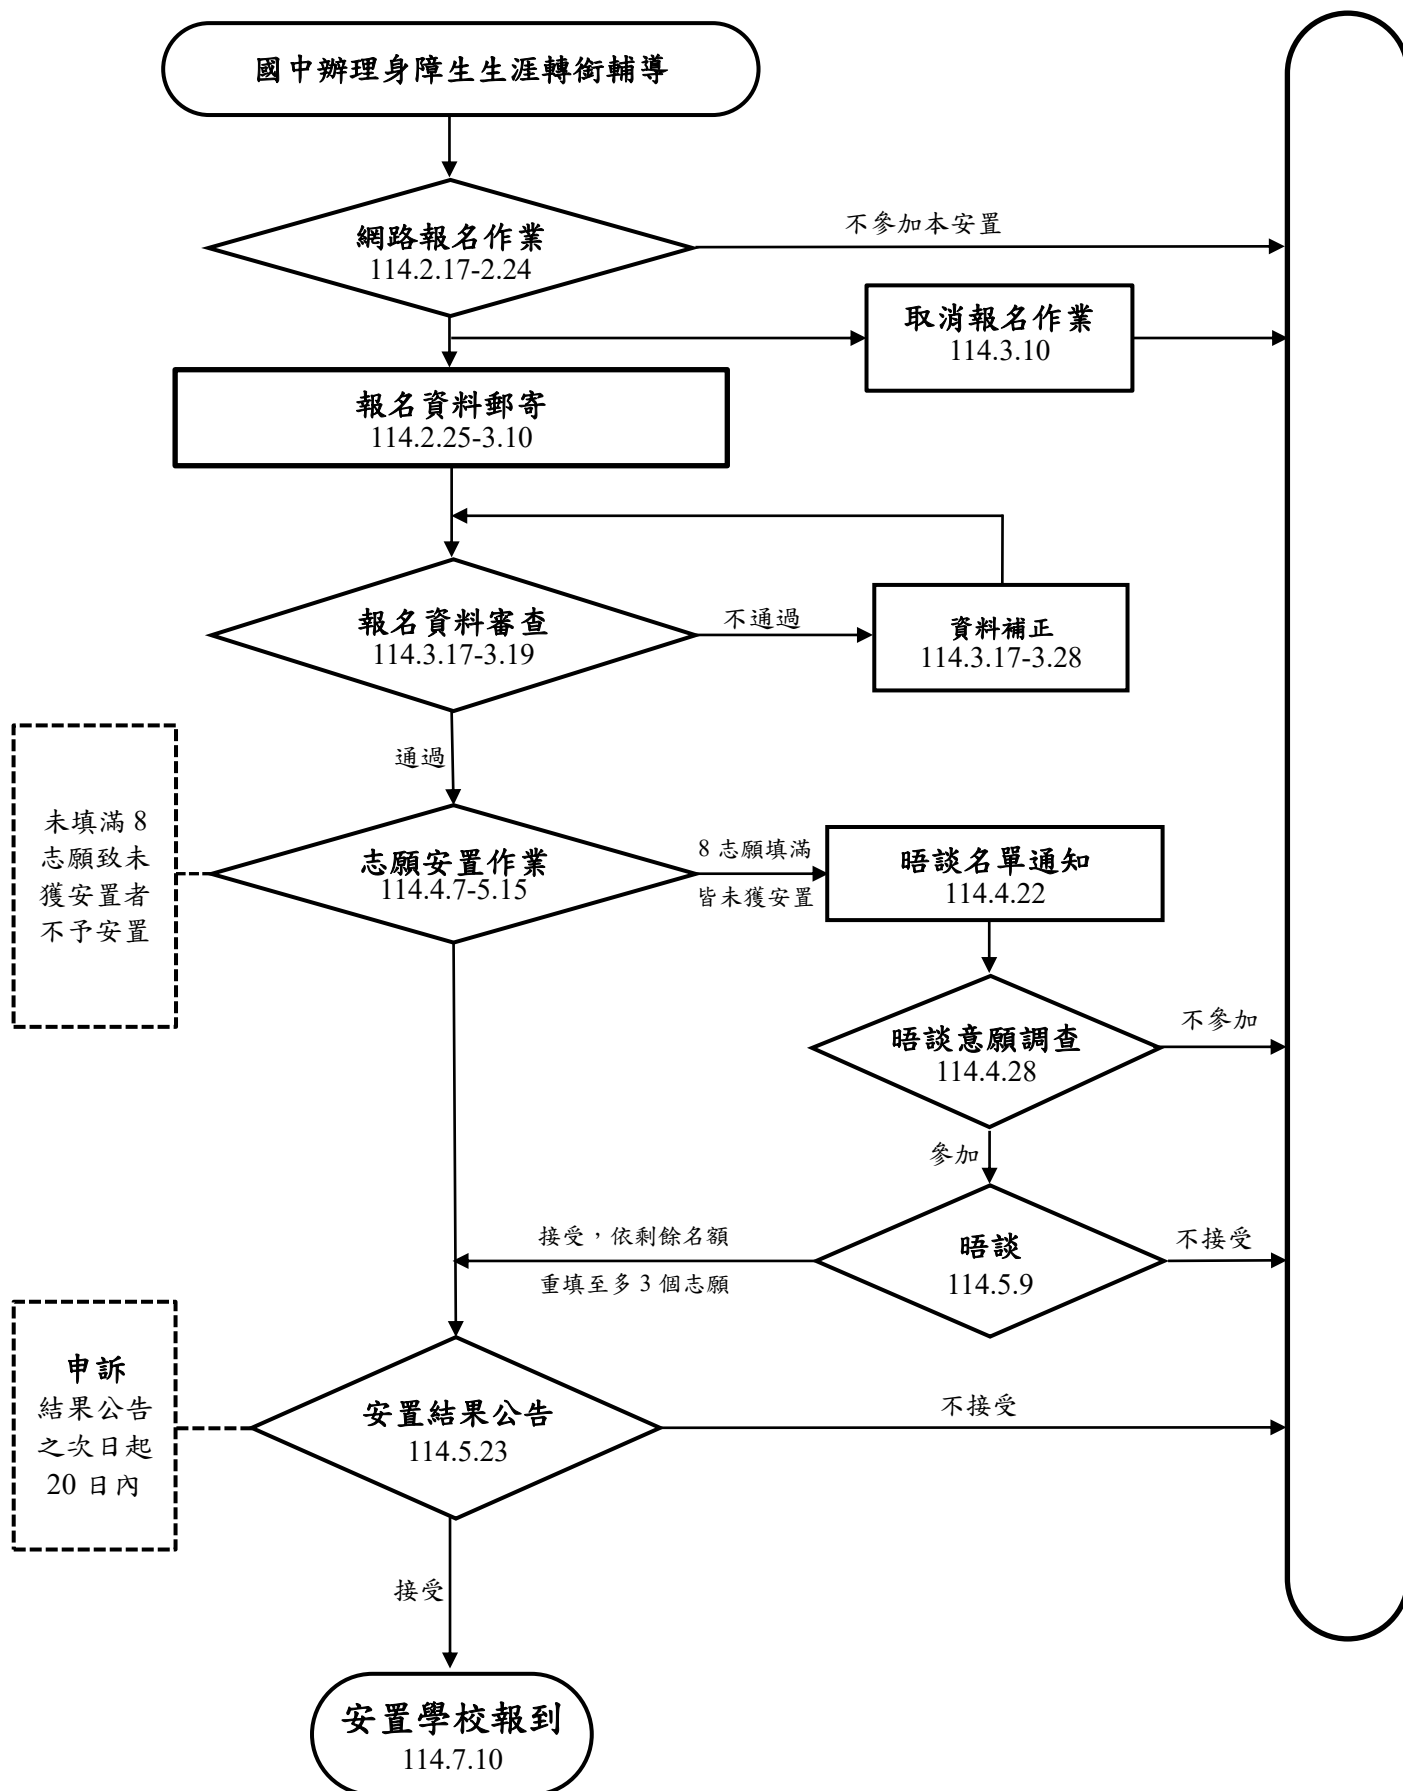 國中辦理身障生生涯轉銜輔導
網路報名作業
114.2.17-2.24
不參加本安置
取消報名作業
114.3.10
報名資料郵寄
114.2.25-3.10
報名資料審查
114.3.17-3.19
不通過
資料補正
114.3.17-3.28
通過
未填滿 8
志願致未
獲安置者
不予安置
志願安置作業
114.4.7-5.15
8 志願填滿
皆未獲安置
晤談名單通知
114.4.22
晤談意願調查
114.4.28
不參加
參加
晤談
114.5.9
不接受
接受，依剩餘名額
重填至多 3 個志願
申訴
結果公告
之次日起
20 日內
安置結果公告
114.5.23
不接受
接受
安置學校報到
114.7.10